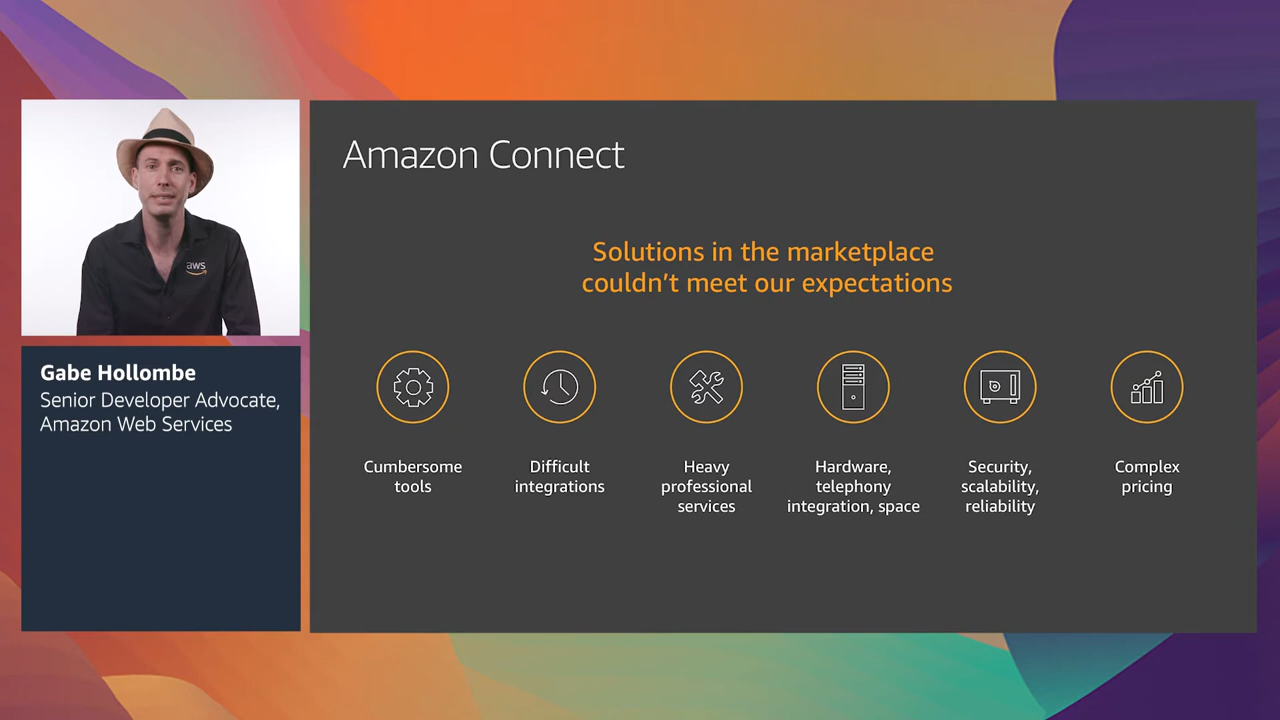 aws
Gabe Hollombe
Senior Developer Advocate,
Amazon Web Services
Amazon Connect
Solutions in the marketplace
couldn't meet our expectations
Cumbersome
tools
Difficult
integrations
Heavy
professional
services
Hardware,
telephony
integration, space
Security,
scalability,
reliability
Complex
pricing